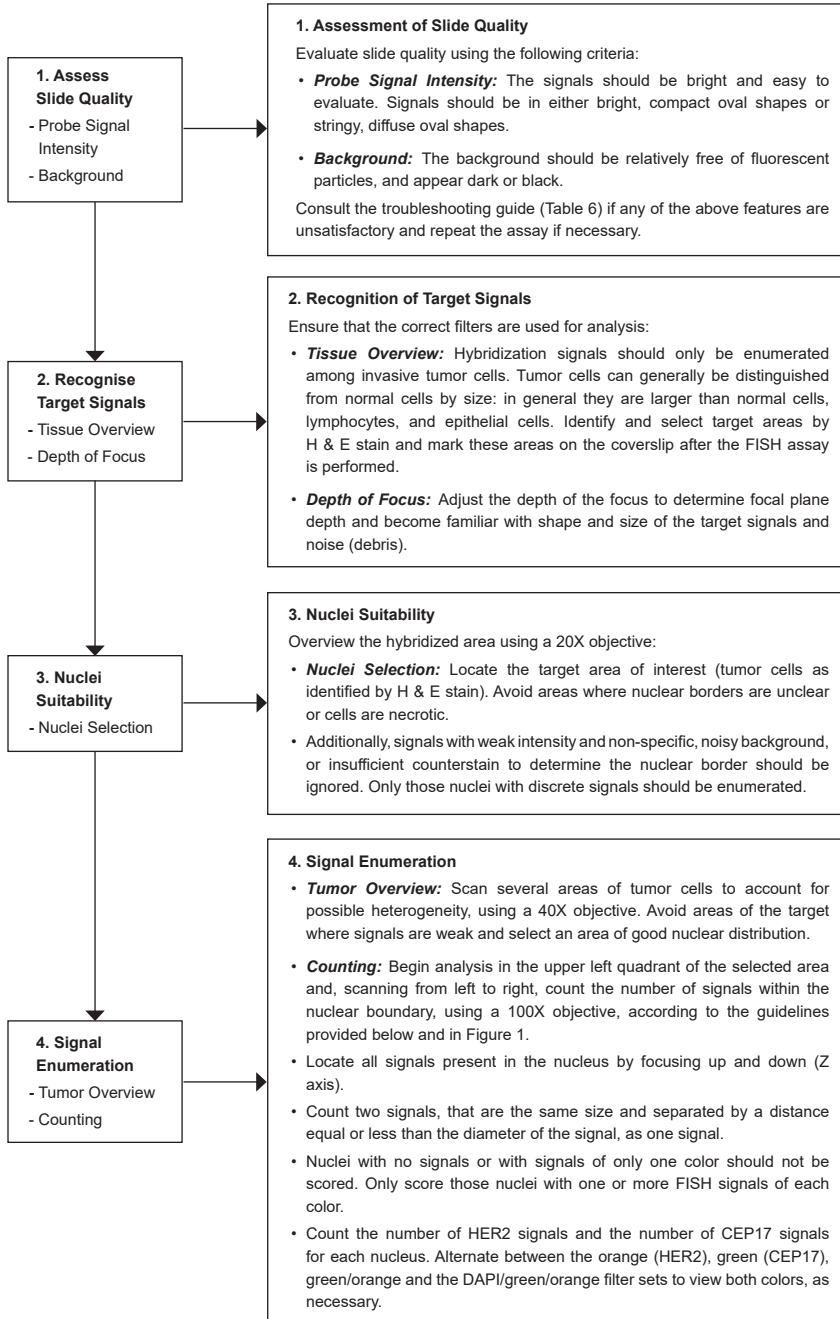 1. Assess
Slide Quality
- Probe Signal
Intensity
- Background
1. Assessment of Slide Quality
Evaluate slide quality using the following criteria:
• Probe Signal Intensity: The signals should be bright and easy to
evaluate. Signals should be in either bright, compact oval shapes or
stringy, diffuse oval shapes.
• Background: The background should be relatively free of fluorescent
particles, and appear dark or black.
Consult the troubleshooting guide (Table 6) if any of the above features are
unsatisfactory and repeat the assay if necessary.
2. Recognise
Target Signals
- Tissue Overview
- Depth of Focus
2. Recognition of Target Signals
Ensure that the correct filters are used for analysis:
• Tissue Overview: Hybridization signals should only be enumerated
among invasive tumor cells. Tumor cells can generally be distinguished
from normal cells by size: in general they are larger than normal cells,
lymphocytes, and epithelial cells. Identify and select target areas by
H & E stain and mark these areas on the coverslip after the FISH assay
is performed.
• Depth of Focus: Adjust the depth of the focus to determine focal plane
depth and become familiar with shape and size of the target signals and
noise (debris).
3. Nuclei
Suitability
- Nuclei Selection
3. Nuclei Suitability
Overview the hybridized area using a 20X objective:
• Nuclei Selection: Locate the target area of interest (tumor cells as
identified by H & E stain). Avoid areas where nuclear borders are unclear
or cells are necrotic.
• Additionally, signals with weak intensity and non-specific, noisy background,
or insufficient counterstain to determine the nuclear border should be
ignored. Only those nuclei with discrete signals should be enumerated.
4. Signal
Enumeration
- Tumor Overview
- Counting
4. Signal Enumeration
• Tumor Overview: Scan several areas of tumor cells to account for
possible heterogeneity, using a 40X objective. Avoid areas of the target
where signals are weak and select an area of good nuclear distribution.
• Counting: Begin analysis in the upper left quadrant of the selected area
and, scanning from left to right, count the number of signals within the
nuclear boundary, using a 100X objective, according to the guidelines
provided below and in Figure 1.
• Locate all signals present in the nucleus by focusing up and down (Z
axis).
• Count two signals, that are the same size and separated by a distance
equal or less than the diameter of the signal, as one signal.
• Nuclei with no signals or with signals of only one color should not be
scored. Only score those nuclei with one or more FISH signals of each
color.
• Count the number of HER2 signals and the number of CEP17 signals
for each nucleus. Alternate between the orange (HER2), green (CEP17),
green/orange and the DAPI/green/orange filter sets to view both colors, as
necessary.